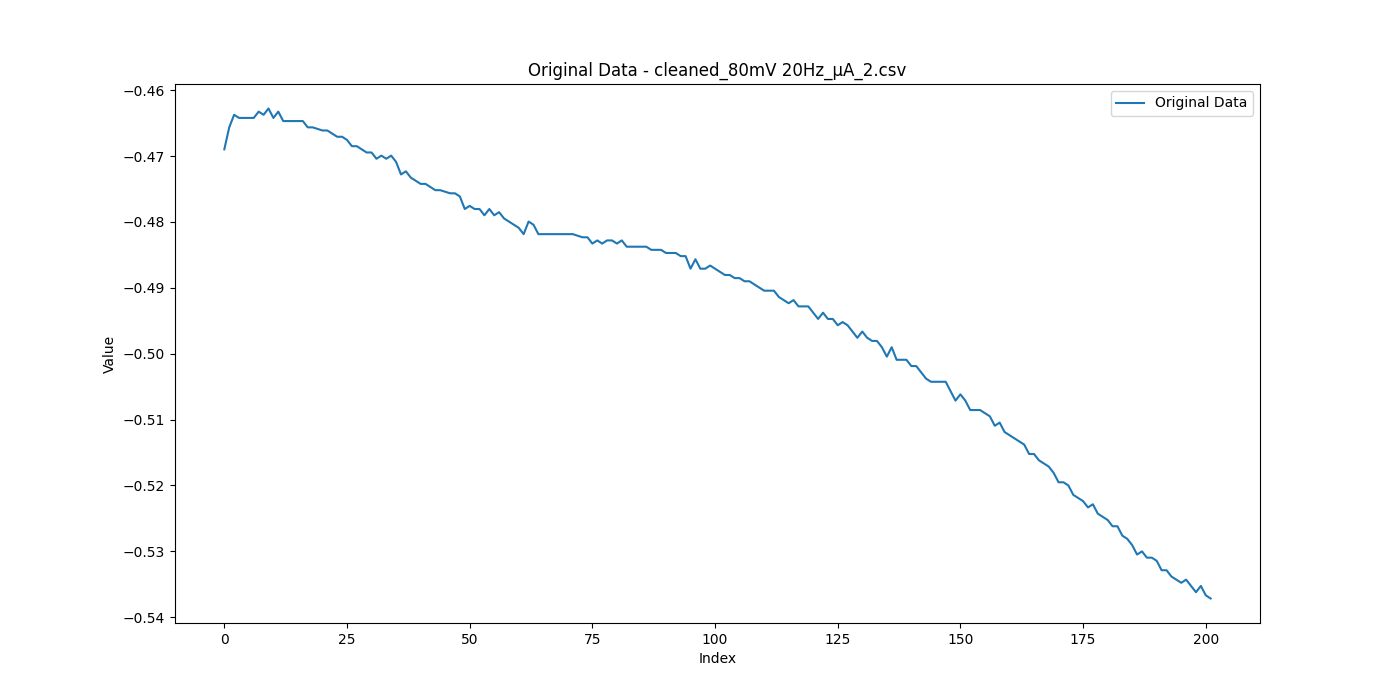 Original Data - cleaned_80mV 20Hz_µA_2.csv
Original Data
Value
−0.46
−0.47
−0.48
−0.49
−0.50
−0.51
−0.52
−0.53
−0.54
0 25 50 75 100 125 150 175 200
Index